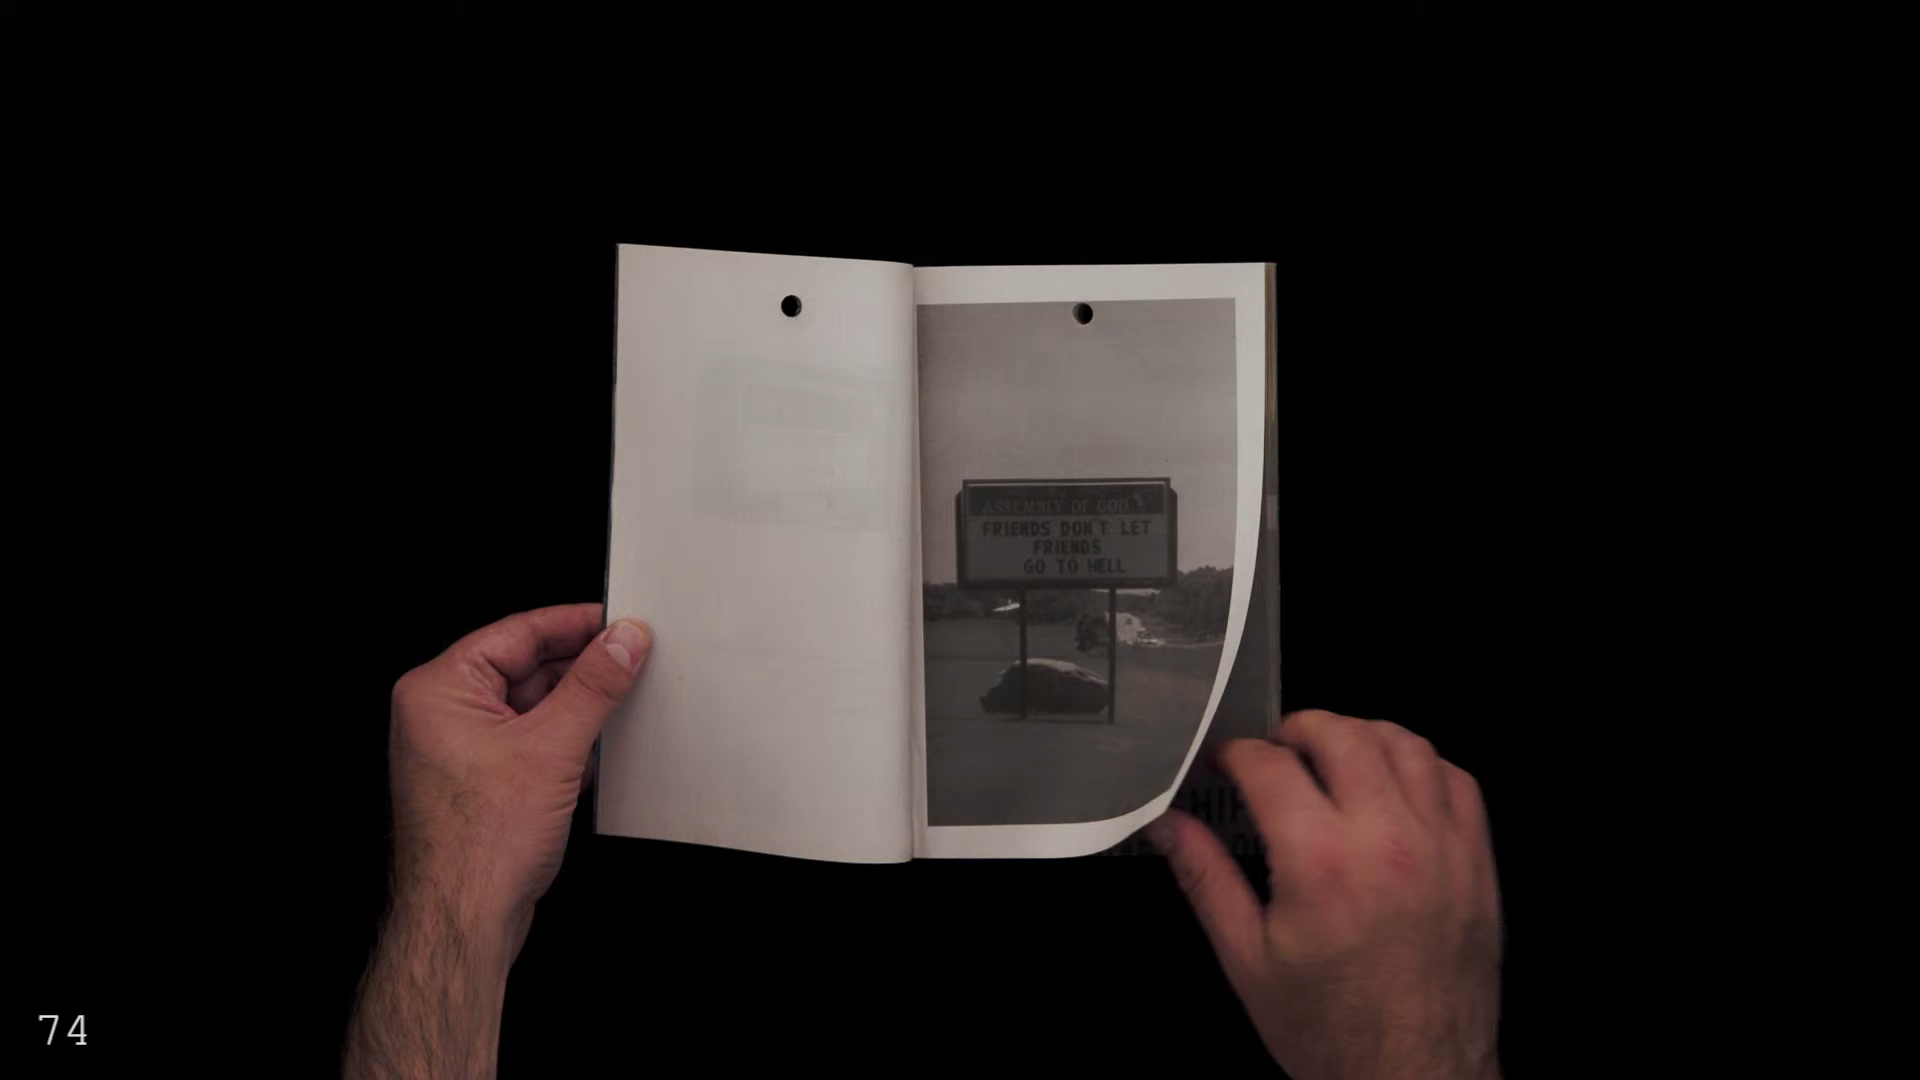 ASSEMBLY OF GOD
FRIENDS DON'T LET
FRIENDS
GO TO HELL
74